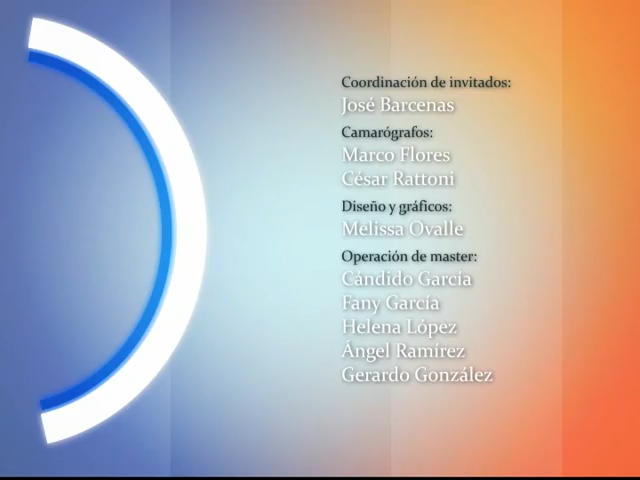 Coordinación de invitados:
José Barcenas
Camarógrafos:
Marco Flores
César Rattoni
Diseño y gráficos:
Melissa Ovalle
Operación de master:
Cándido García
Fany García
Helena López
Ángel Ramírez
Gerardo González